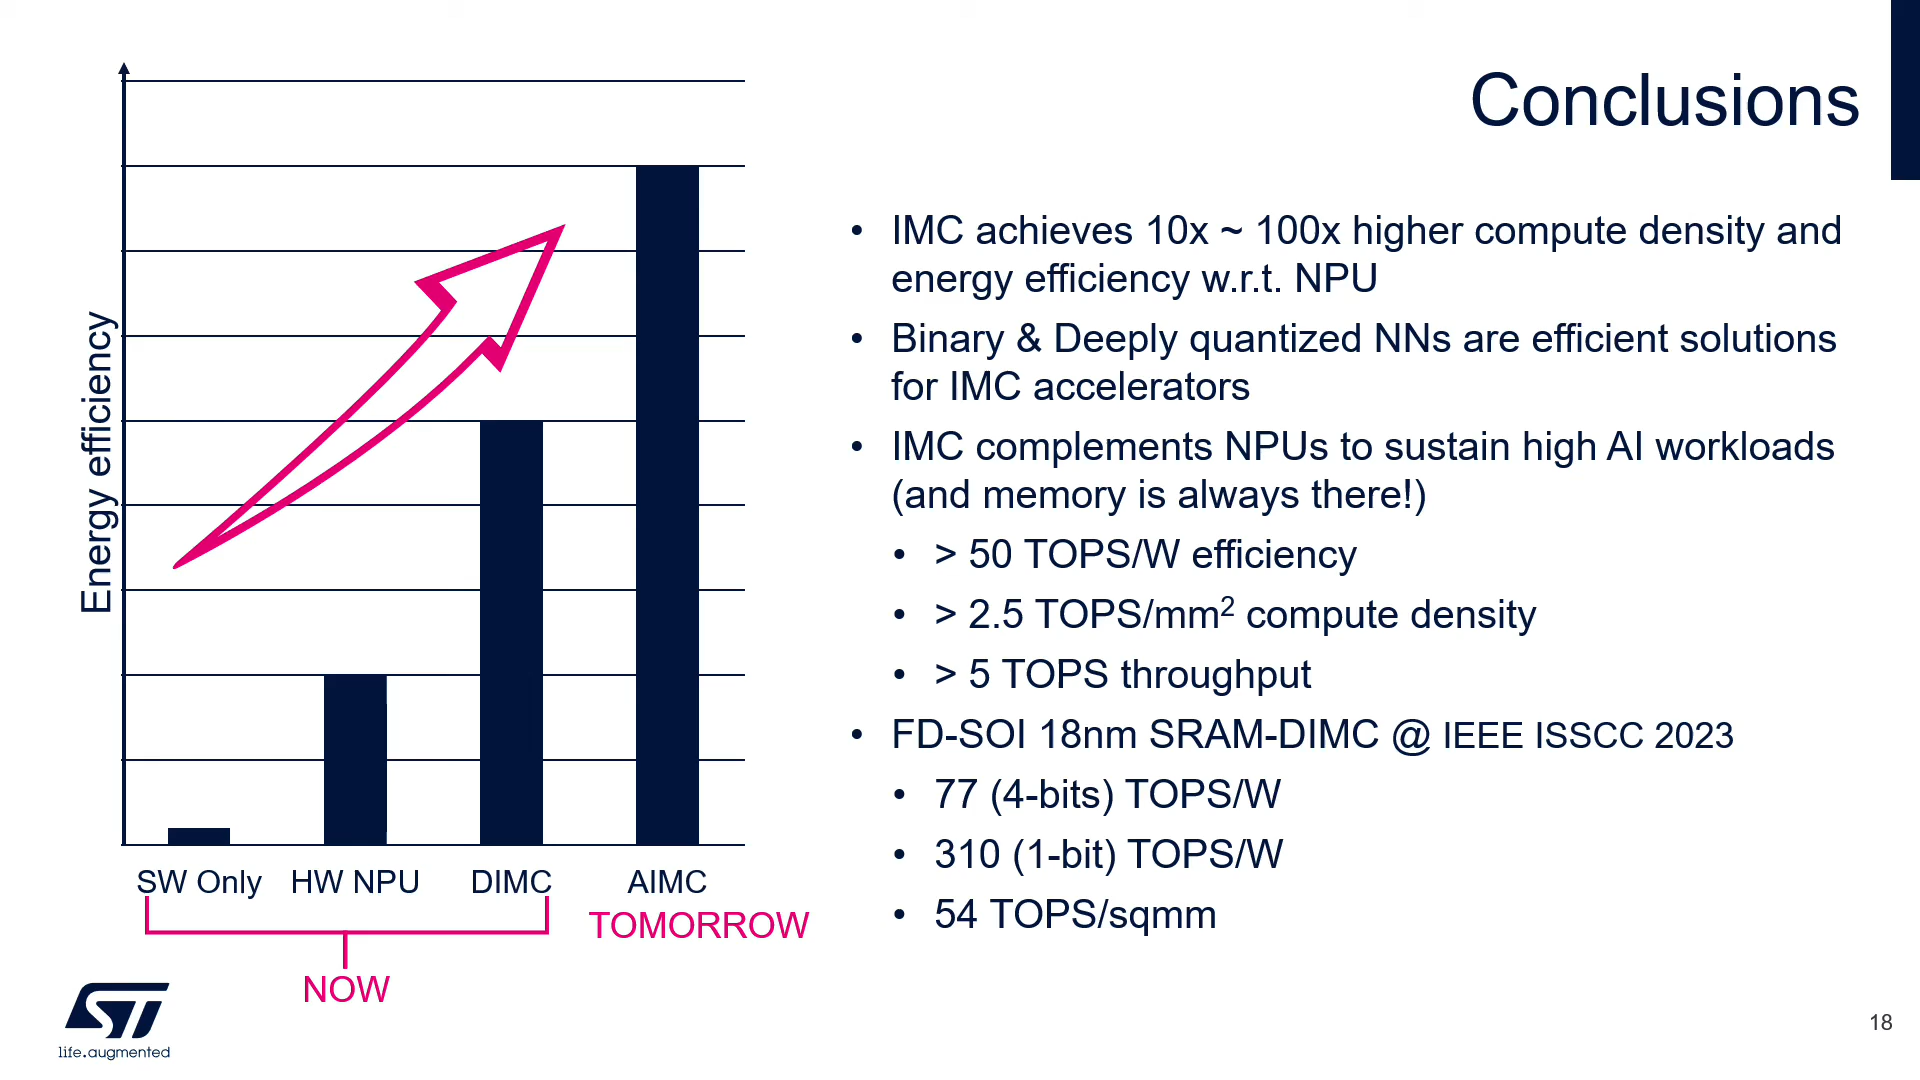 Conclusions
Energy efficiency
SW Only
HW NPU
DIMC
AIMC
TOMORROW
NOW
• IMC achieves 10x ~ 100x higher compute density and
energy efficiency w.r.t. NPU
• Binary & Deeply quantized NNs are efficient solutions
for IMC accelerators
• IMC complements NPUs to sustain high AI workloads
(and memory is always there!)
• > 50 TOPS/W efficiency
• > 2.5 TOPS/mm² compute density
• > 5 TOPS throughput
• FD-SOI 18nm SRAM-DIMC @ IEEE ISSCC 2023
• 77 (4-bits) TOPS/W
• 310 (1-bit) TOPS/W
• 54 TOPS/sqmm
ST
life.augmented
18